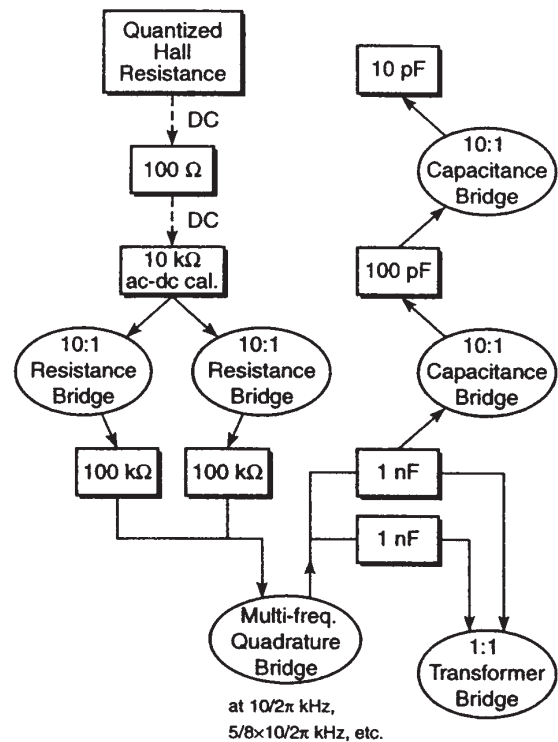 Quantized
Hall
Resistance
DC
100 Ω
DC
10 kΩ
ac-dc cal.
10:1
Resistance
Bridge
10:1
Resistance
Bridge
100 kΩ
100 kΩ
Multi-freq.
Quadrature
Bridge
at 10/2π kHz,
5/8×10/2π kHz, etc.
10 pF
10:1
Capacitance
Bridge
100 pF
10:1
Capacitance
Bridge
1 nF
1 nF
1:1
Transformer
Bridge